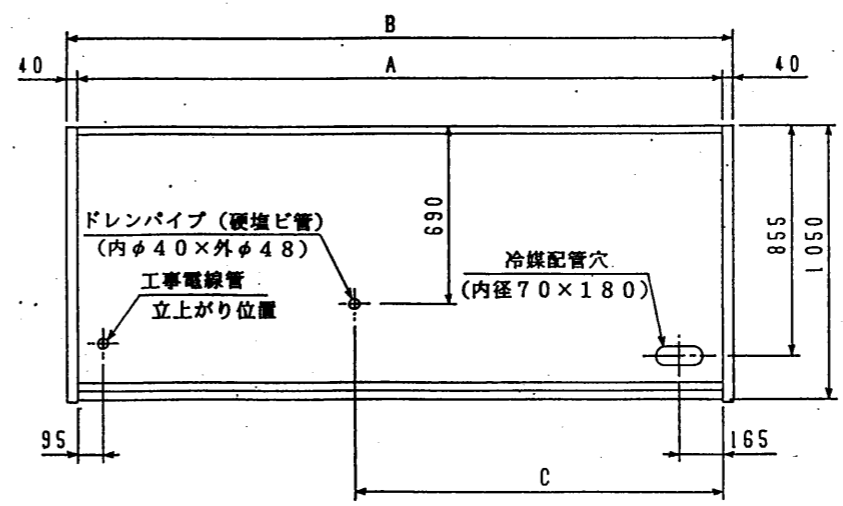 B
40
A
40
ドレンパイプ（硬塩ビ管）
（内φ40×外φ48）
690
855
1050
工事電線管
立上がり位置
冷媒配管穴
（内径70×180）
95
165
C